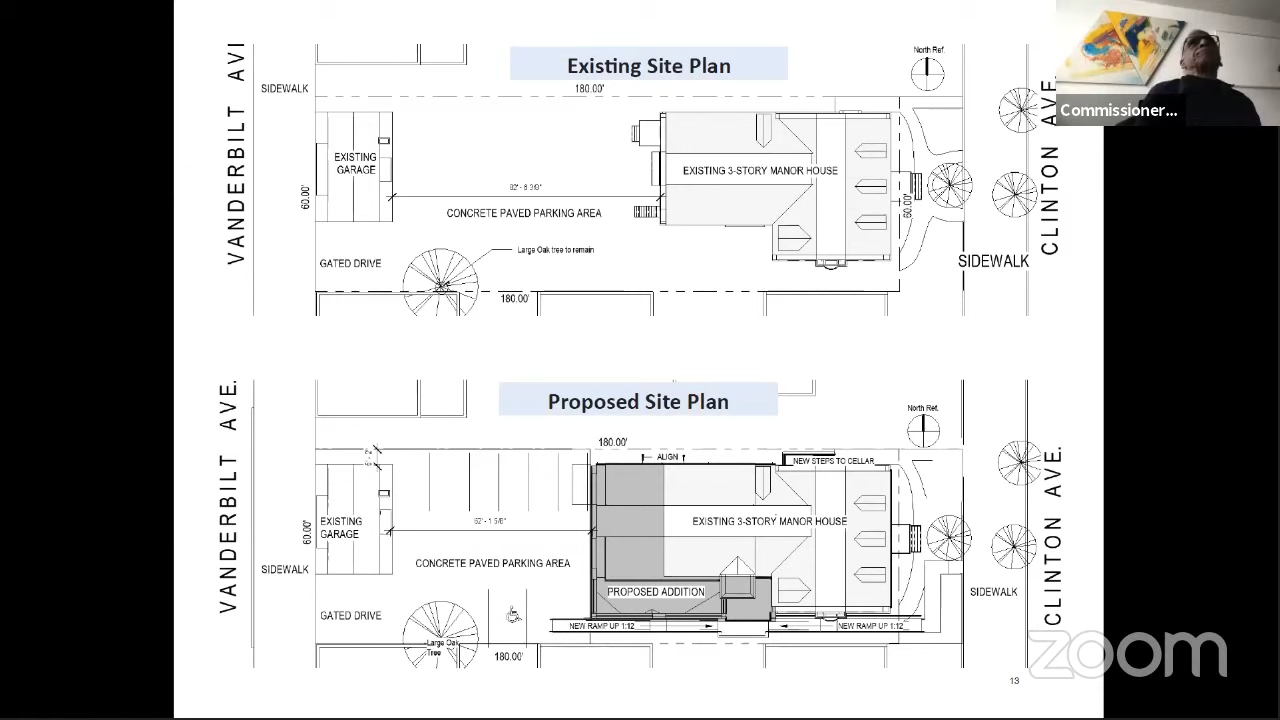 Existing Site Plan
North Ref.
Commissioner...
SIDEWALK
180.00'
VANDERBILT AVE
CLINTON AVE.
EXISTING
GARAGE
EXISTING 3-STORY MANOR HOUSE
60.00'
60.00'
CONCRETE PAVED PARKING AREA
Large Oak tree to remain
GATED DRIVE
SIDEWALK
180.00'
Proposed Site Plan
North Ref.
VANDERBILT AVE.
CLINTON AVE.
180.00'
ALIGN
NEW STEPS TO CELLAR
EXISTING
GARAGE
60.00'
EXISTING 3-STORY MANOR HOUSE
CONCRETE PAVED PARKING AREA
SIDEWALK
PROPOSED ADDITION
SIDEWALK
GATED DRIVE
NEW RAMP UP 1:12
NEW RAMP UP 1:12
Large Oak
Tree
180.00'
zoom
13